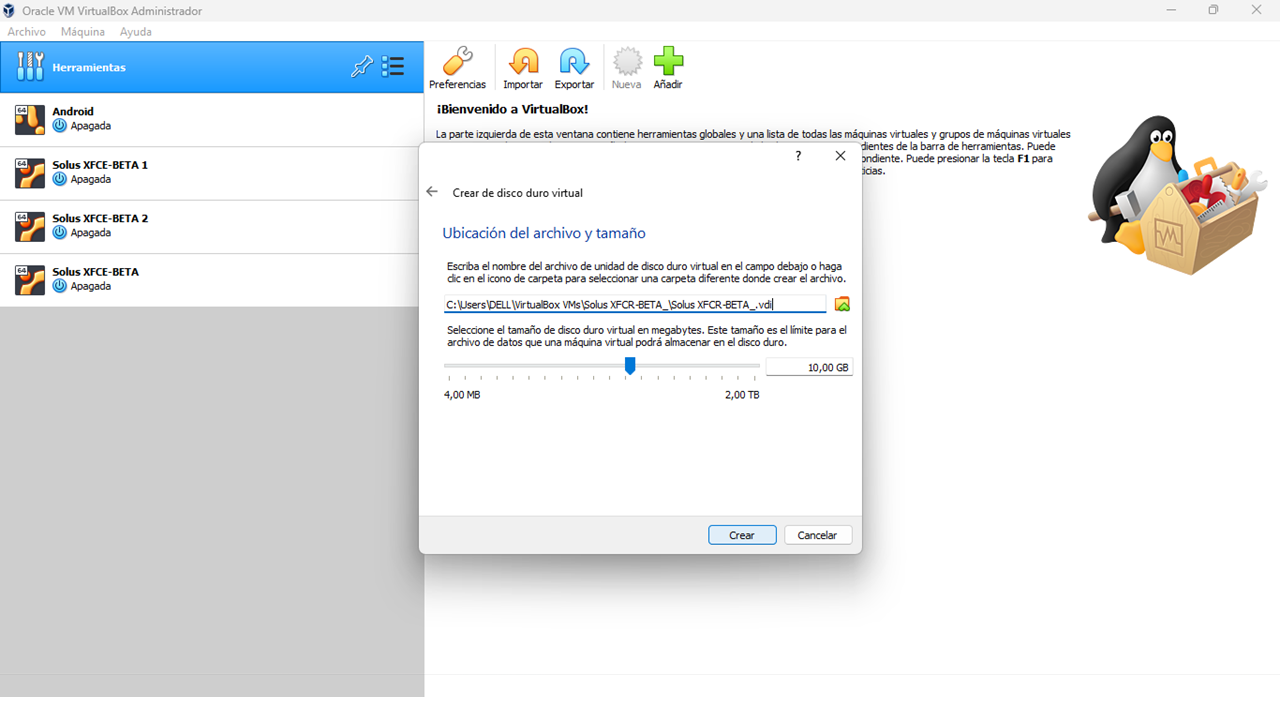 Oracle VM VirtualBox Administrador
Archivo Máquina Ayuda
Herramientas
Preferencias Importar Exportar Nueva Añadir
64 Android
Apagada
64 Solus XFCE-BETA 1
Apagada
64 Solus XFCE-BETA 2
Apagada
64 Solus XFCE-BETA
Apagada
¡Bienvenido a VirtualBox!
La parte izquierda de esta ventana contiene herramientas globales y una lista de todas las máquinas virtuales y grupos de máquinas virtuales
dientes de la barra de herramientas. Puede
ondiente. Puede presionar la tecla F1 para
cias.
?
Crear de disco duro virtual
Ubicación del archivo y tamaño
Escriba el nombre del archivo de unidad de disco duro virtual en el campo debajo o haga
clic en el icono de carpeta para seleccionar una carpeta diferente donde crear el archivo.
C:\Users\DELL\VirtualBox VMs\Solus XFCR-BETA_\Solus XFCR-BETA_.vdi
Seleccione el tamaño de disco duro virtual en megabytes. Este tamaño es el límite para el
archivo de datos que una máquina virtual podrá almacenar en el disco duro.
10,00 GB
4,00 MB 2,00 TB
Crear Cancelar